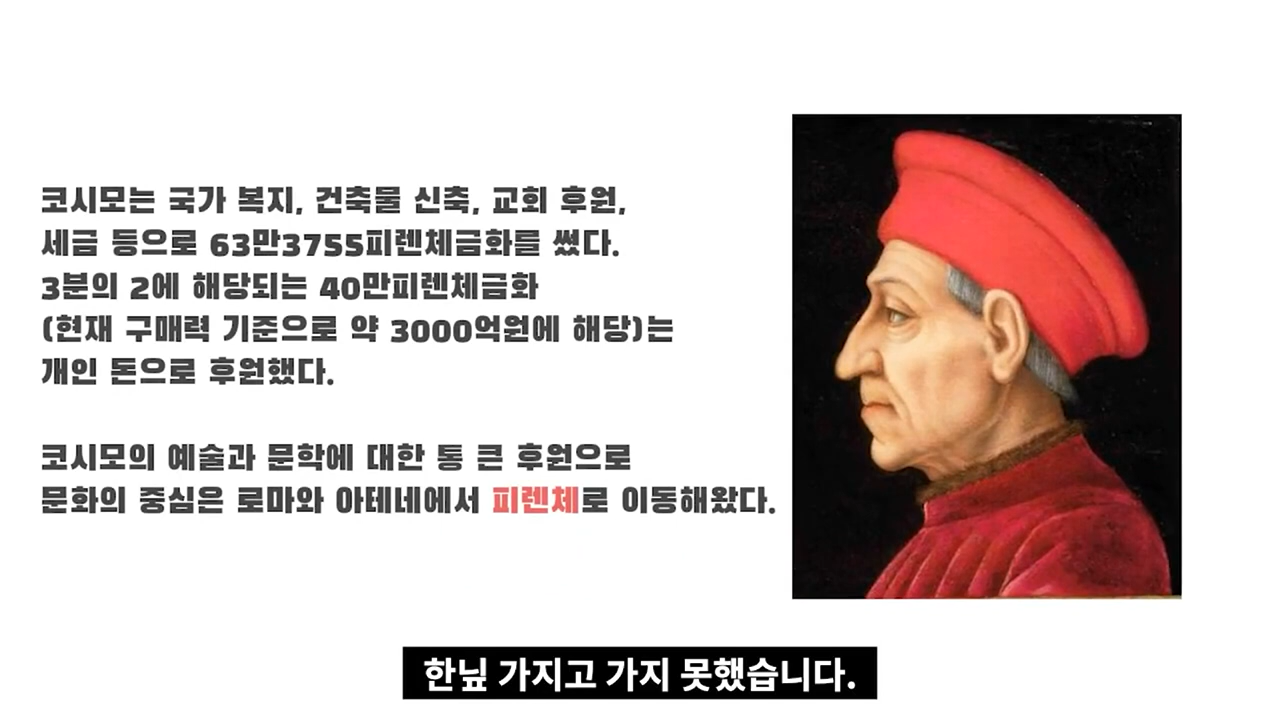 코시모는 국가 복지, 건축물 신축, 교회 후원,
세금 등으로 63만3755피렌체금화를 썼다.
3분의 2에 해당되는 40만피렌체금화
(현재 구매력 기준으로 약 3000억원에 해당)는
개인 돈으로 후원했다.
코시모의 예술과 문학에 대한 통 큰 후원으로
문화의 중심은 로마와 아테네에서 피렌체로 이동해왔다.
한닢 가지고 가지 못했습니다.